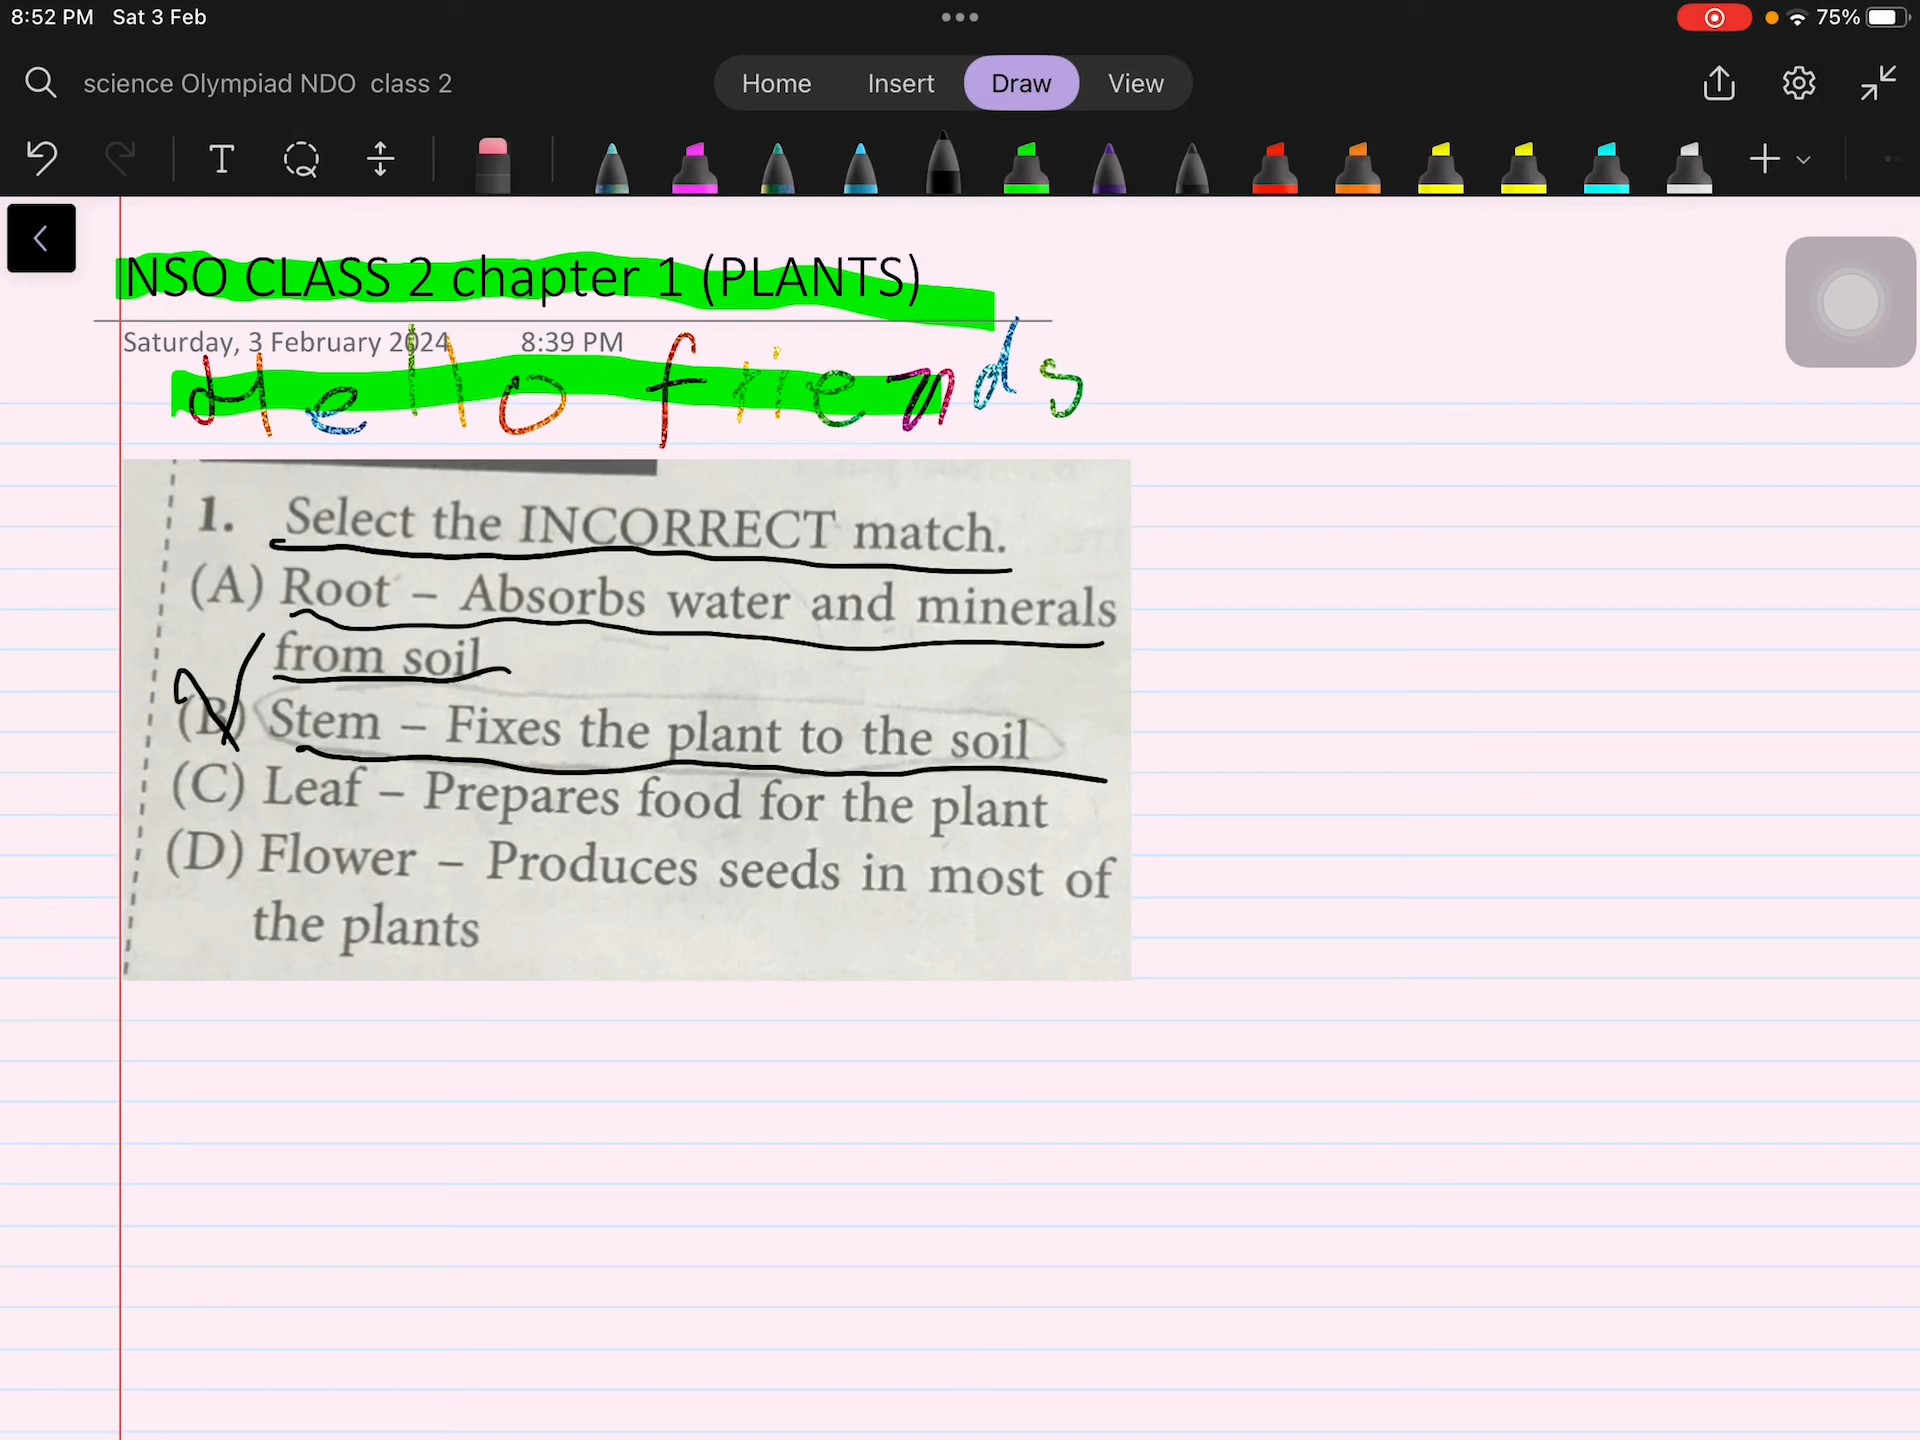 8:52 PM Sat 3 Feb
75%
science Olympiad NDO class 2
Home Insert Draw View
T
NSO CLASS 2 chapter 1 (PLANTS)
Saturday, 3 February 2024 8:39 PM
Hello friends
1. Select the INCORRECT match.
(A) Root – Absorbs water and minerals
from soil
(B) Stem – Fixes the plant to the soil
(C) Leaf – Prepares food for the plant
(D) Flower – Produces seeds in most of
the plants